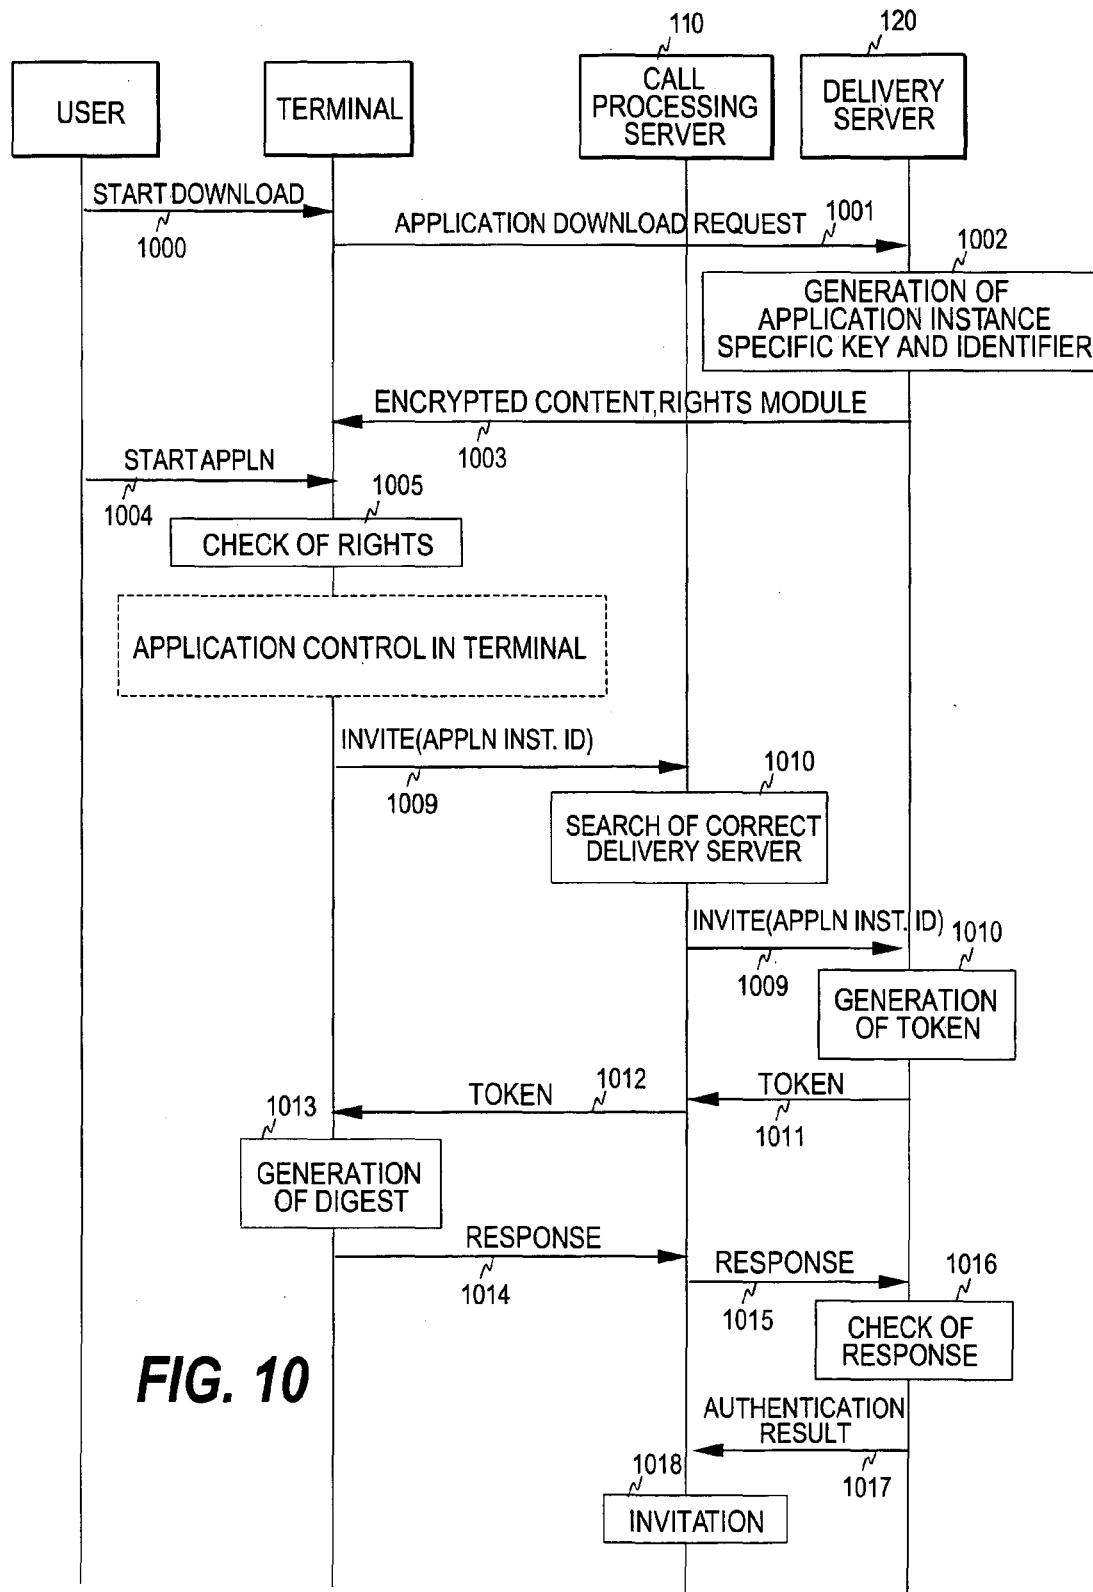 110
120
USER
TERMINAL
CALL
PROCESSING
SERVER
DELIVERY
SERVER
START DOWNLOAD
1000
APPLICATION DOWNLOAD REQUEST
1001
1002
GENERATION OF
APPLICATION INSTANCE
SPECIFIC KEY AND IDENTIFIER
ENCRYPTED CONTENT,RIGHTS MODULE
1003
START APPLN
1004
1005
CHECK OF RIGHTS
APPLICATION CONTROL IN TERMINAL
INVITE(APPLN INST. ID)
1009
1010
SEARCH OF CORRECT
DELIVERY SERVER
INVITE(APPLN INST. ID)
1009
1010
GENERATION
OF TOKEN
TOKEN
1011
TOKEN
1012
1013
GENERATION
OF DIGEST
RESPONSE
1014
RESPONSE
1015
1016
CHECK OF
RESPONSE
FIG. 10
AUTHENTICATION
RESULT
1017
1018
INVITATION